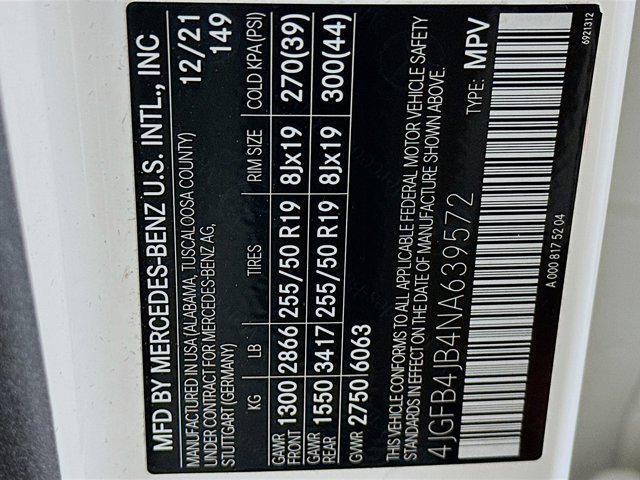 MFD BY MERCEDES-BENZ U.S. INTL., INC
MANUFACTURED IN USA (ALABAMA, TUSCALOOSA COUNTY) 12/21
UNDER CONTRACT FOR MERCEDES-BENZ AG,
STUTTGART (GERMANY) 149
KG LB TIRES RIM SIZE COLD KPA (PSI)
GAWR FRONT 1300 2866 255/50 R19 8Jx19 270(39)
GAWR REAR 1550 3417 255/50 R19 8Jx19 300(44)
GVWR 2750 6063
THIS VEHICLE CONFORMS TO ALL APPLICABLE FEDERAL MOTOR VEHICLE SAFETY
STANDARDS IN EFFECT ON THE DATE OF MANUFACTURE SHOWN ABOVE.
4JGFB4JB4NA639572 TYPE: MPV
A 000 817 52 04
6921312